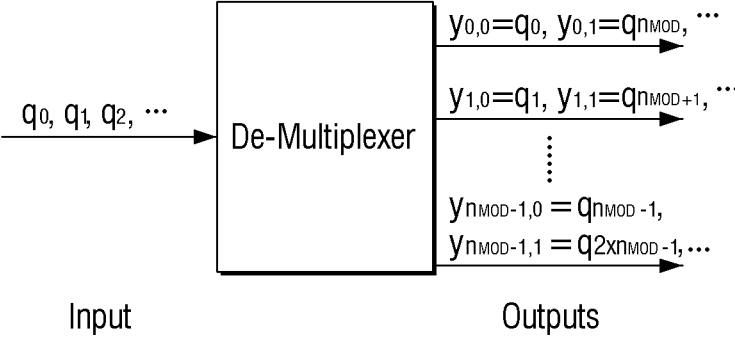 y0,0=q0, y0,1=qnMOD, ...
q0, q1, q2, ...
De-Multiplexer
y1,0=q1, y1,1=qnMOD+1, ...
ynMOD-1,0 = qnMOD -1,
ynMOD-1,1 = q2xnMOD-1, ...
Input
Outputs